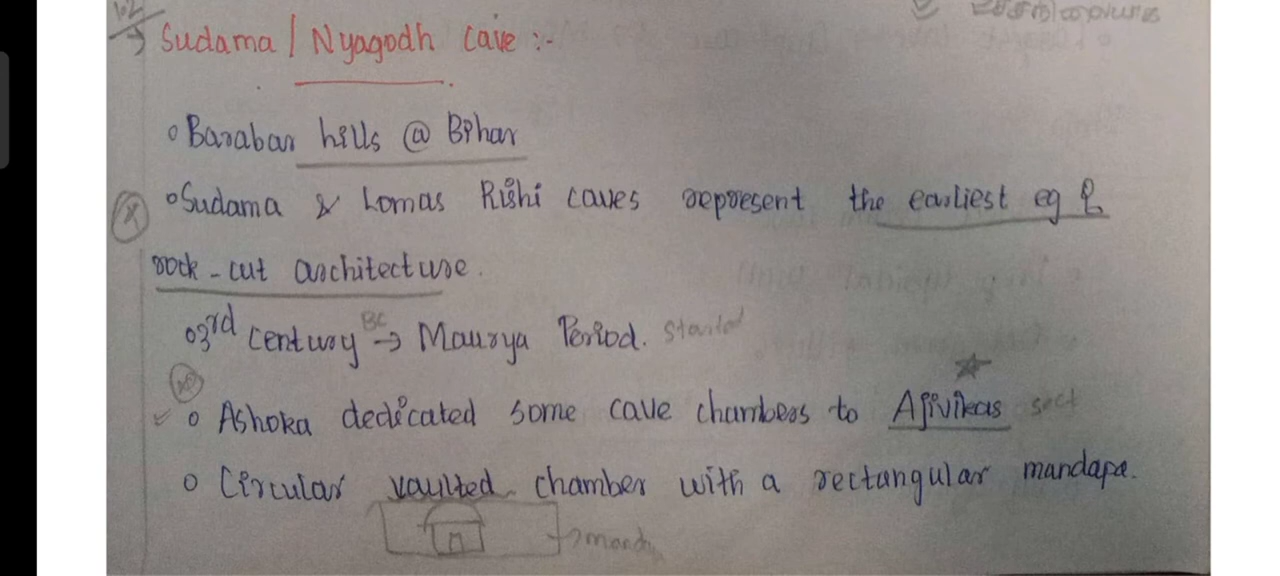 → Sudama / Nyagodh Cave :-
o Barabar hills @ Bihar
o Sudama & Lomas Rishi caves represent the earliest eg of
rock-cut architecture.
o 3rd century BC → Maurya Period. started
o Ashoka dedicated some cave chambers to Ajivikas sect
o Circular vaulted chamber with a rectangular mandapa.